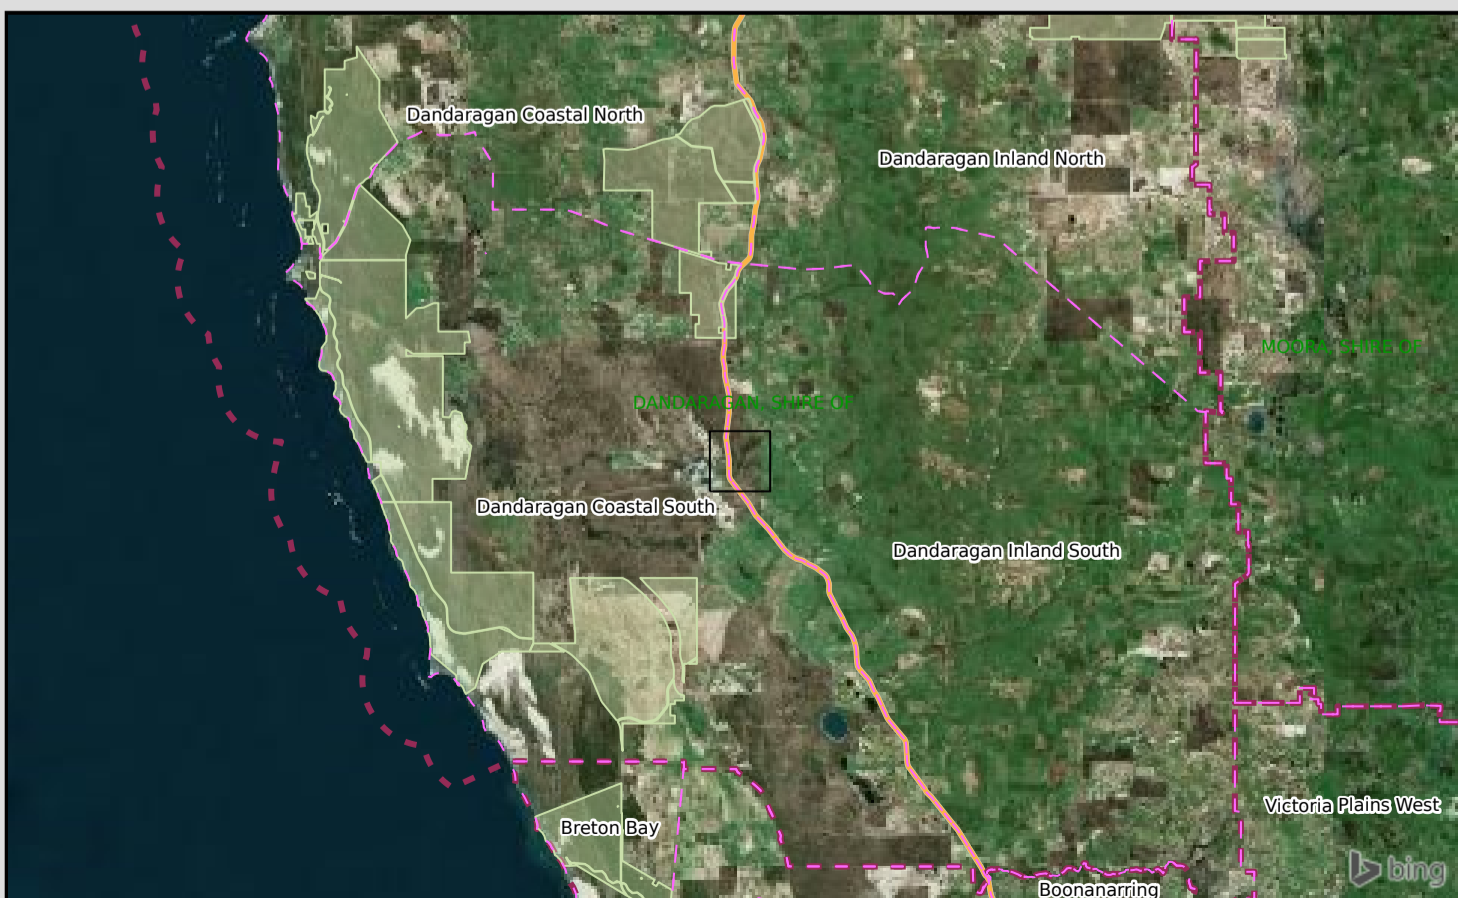 Dandaragan Coastal North
Dandaragan Inland North
MOORA, SHIRE OF
DANDARAGAN, SHIRE OF
Dandaragan Coastal South
Dandaragan Inland South
Victoria Plains West
Breton Bay
bing
Boonanarring